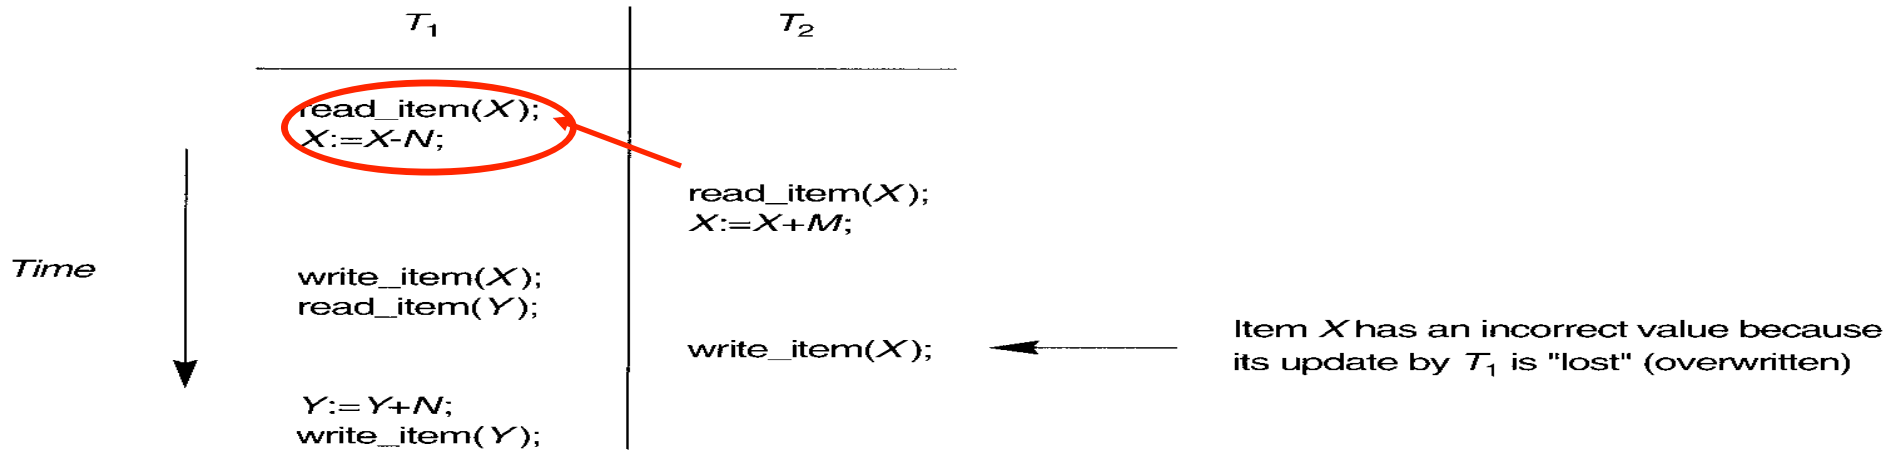 T1
T2
read_item(X);
X:=X-N;
read_item(X);
X:=X+M;
Time
write_item(X);
read_item(Y);
write_item(X);
Item X has an incorrect value because
its update by T1 is "lost" (overwritten)
Y:=Y+N;
write_item(Y);